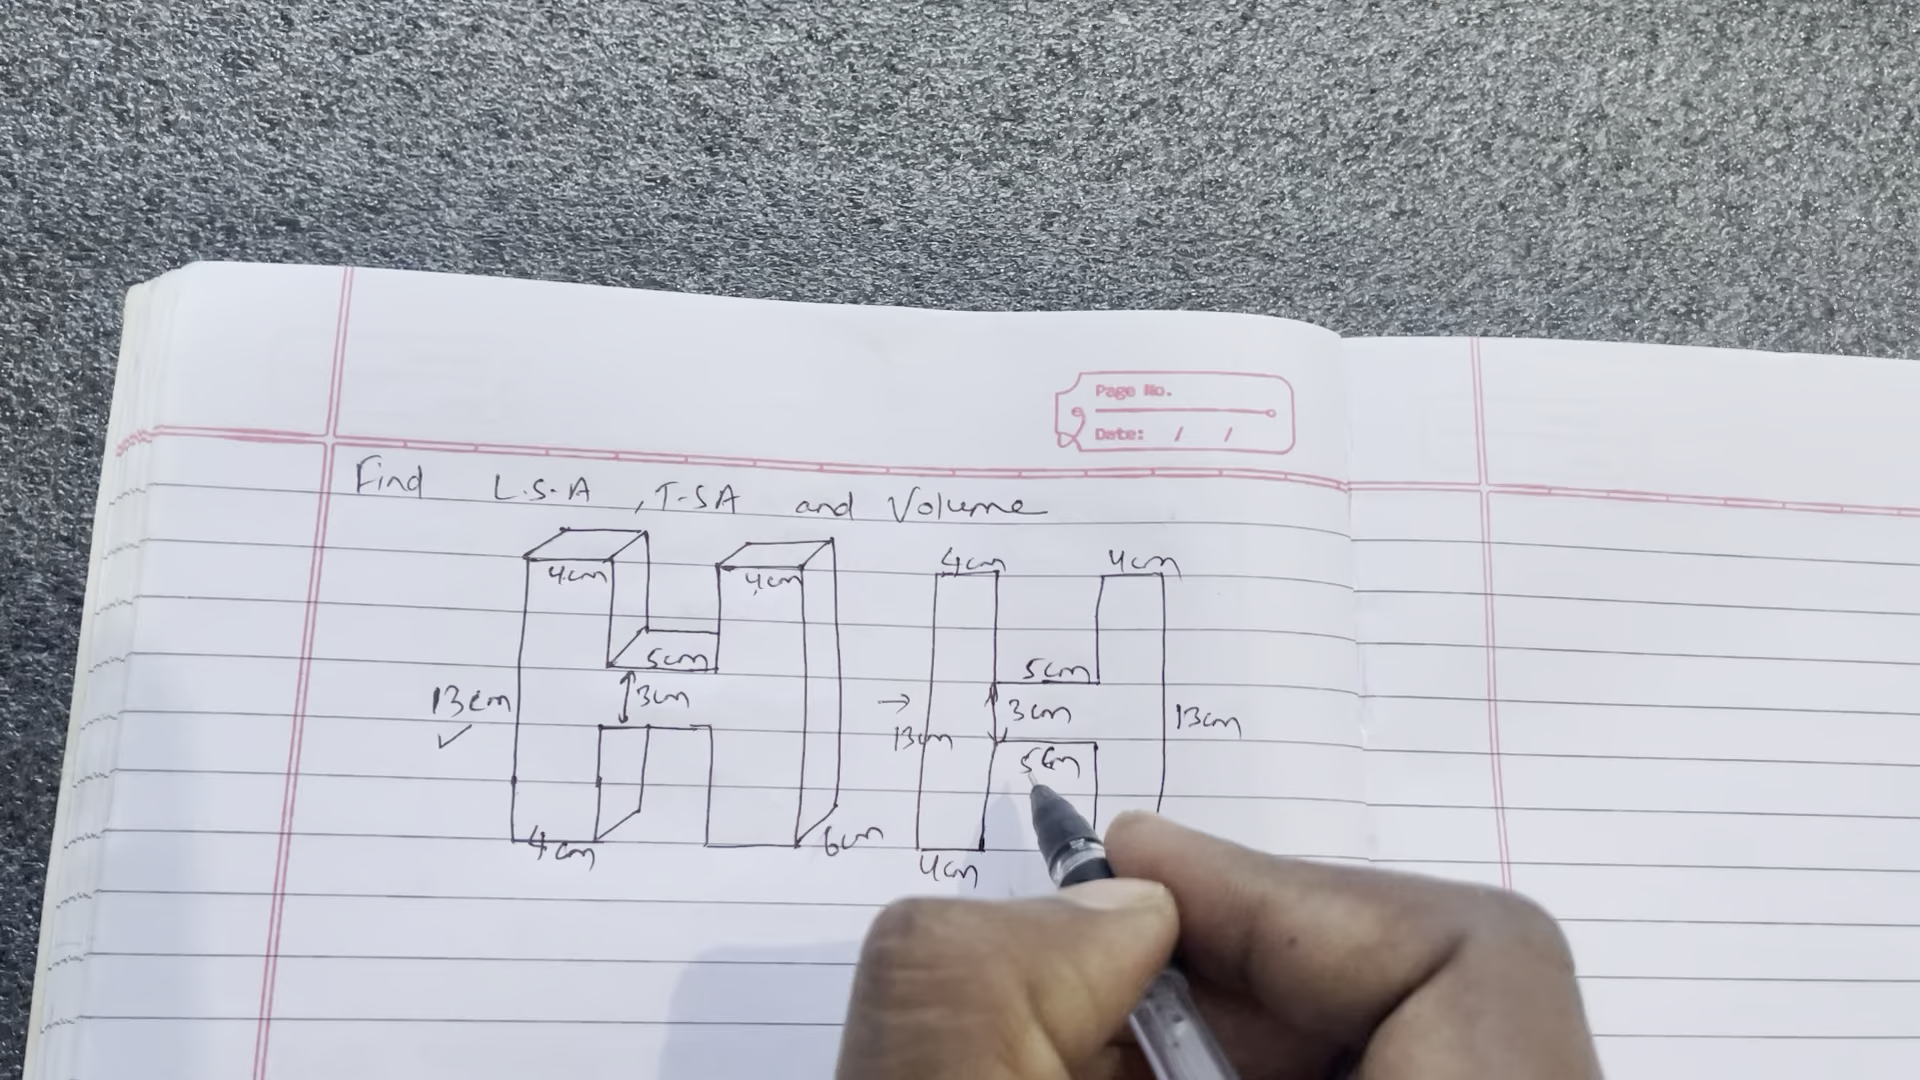 Page No.
Date: / /
Find L.S.A , T-SA and Volume
4cm 4cm
5cm
3cm
13cm
4cm
6cm
4cm 4cm
5cm
→ 3cm
13cm 13cm
5cm
4cm